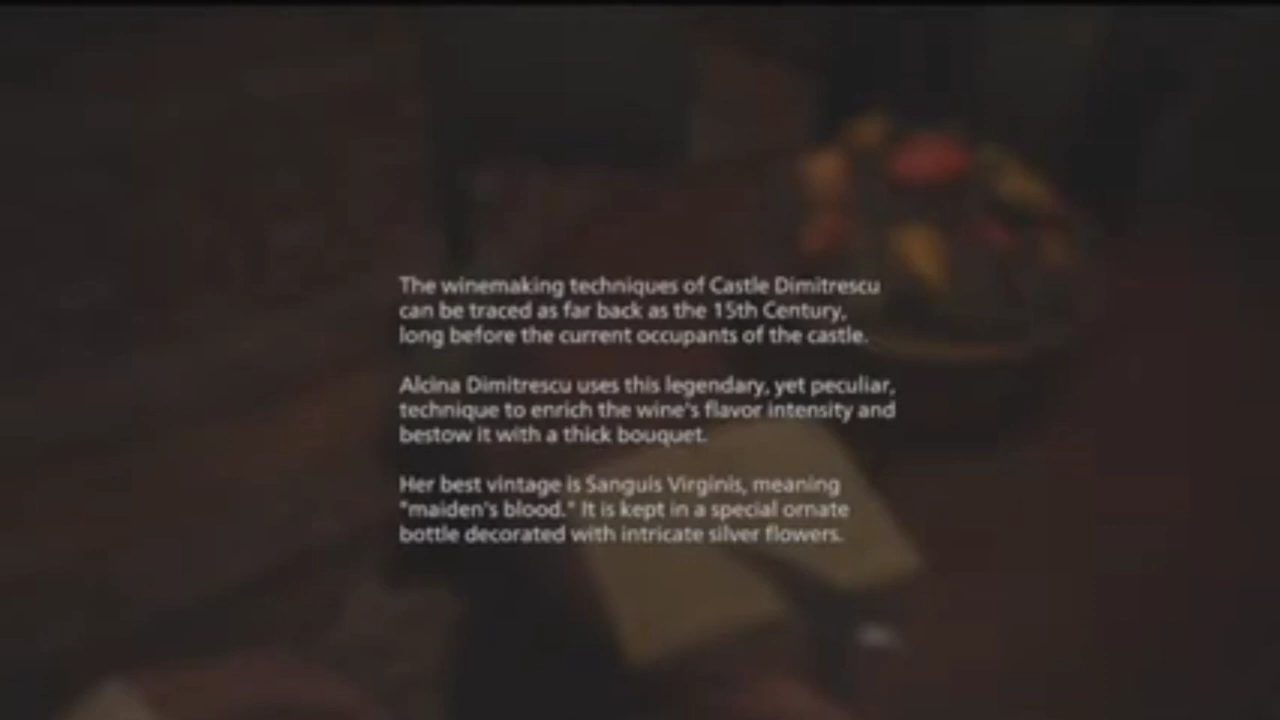 The winemaking techniques of Castle Dimitrescu
can be traced as far back as the 15th Century,
long before the current occupants of the castle.
Alcina Dimitrescu uses this legendary, yet peculiar,
technique to enrich the wine's flavor intensity and
bestow it with a thick bouquet.
Her best vintage is Sanguis Virginis, meaning
"maiden's blood." It is kept in a special ornate
bottle decorated with intricate silver flowers.